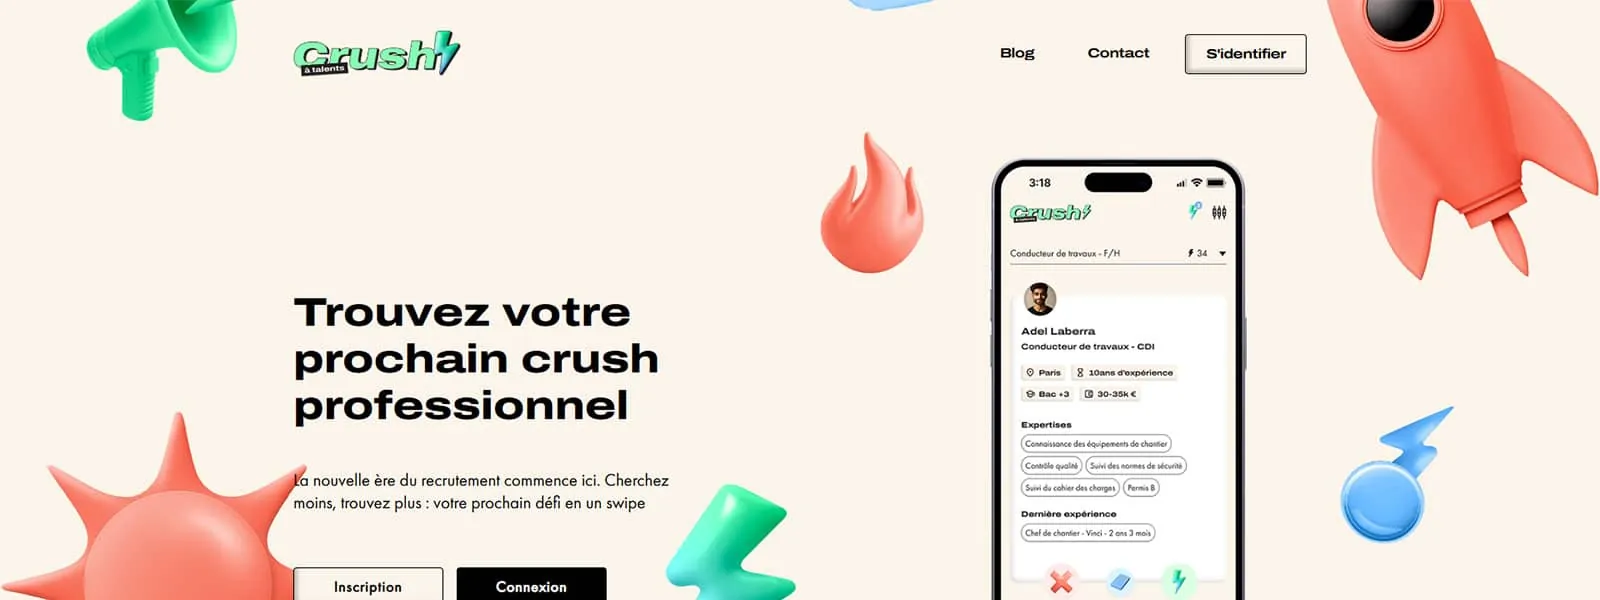 Crush
à talents
Blog
Contact
S'identifier
Trouvez votre
prochain crush
professionnel
La nouvelle ère du recrutement commence ici. Cherchez
moins, trouvez plus : votre prochain défi en un swipe
Inscription
Connexion
3:18
Crush
Conducteur de travaux - F/H
34
Adel Laberra
Conducteur de travaux - CDI
Paris
10ans d'expérience
Bac +3
30-35k €
Expertises
Connaissance des équipements de chantier
Contrôle qualité
Suivi des normes de sécurité
Suivi du cahier des charges
Permis B
Dernière expérience
Chef de chantier - Vinci - 2 ans 3 mois